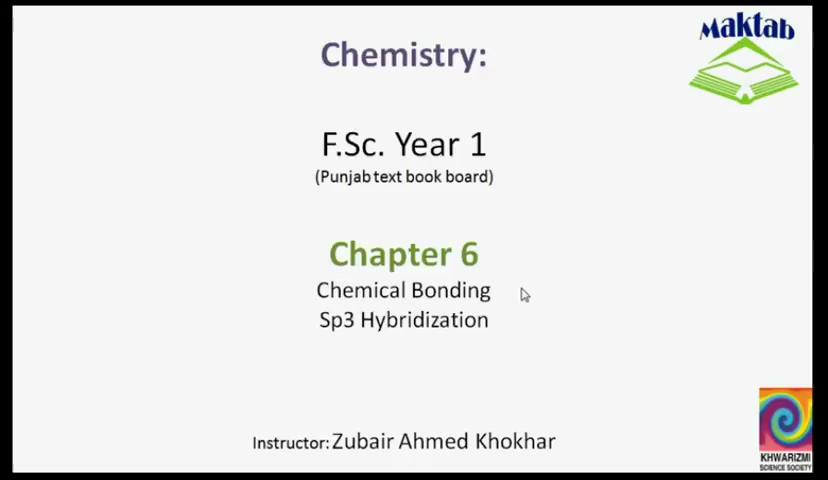 Maktab
Chemistry:
F.Sc. Year 1
(Punjab text book board)
Chapter 6
Chemical Bonding
Sp3 Hybridization
Instructor: Zubair Ahmed Khokhar
KHWARIZMI
SCIENCE SOCIETY